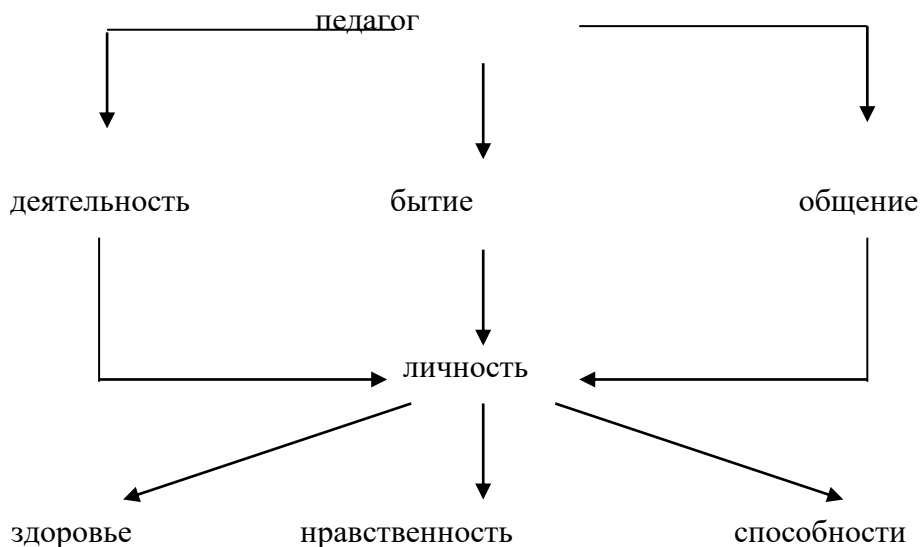 педагог
деятельность бытие общение
личность
здоровье нравственность способности